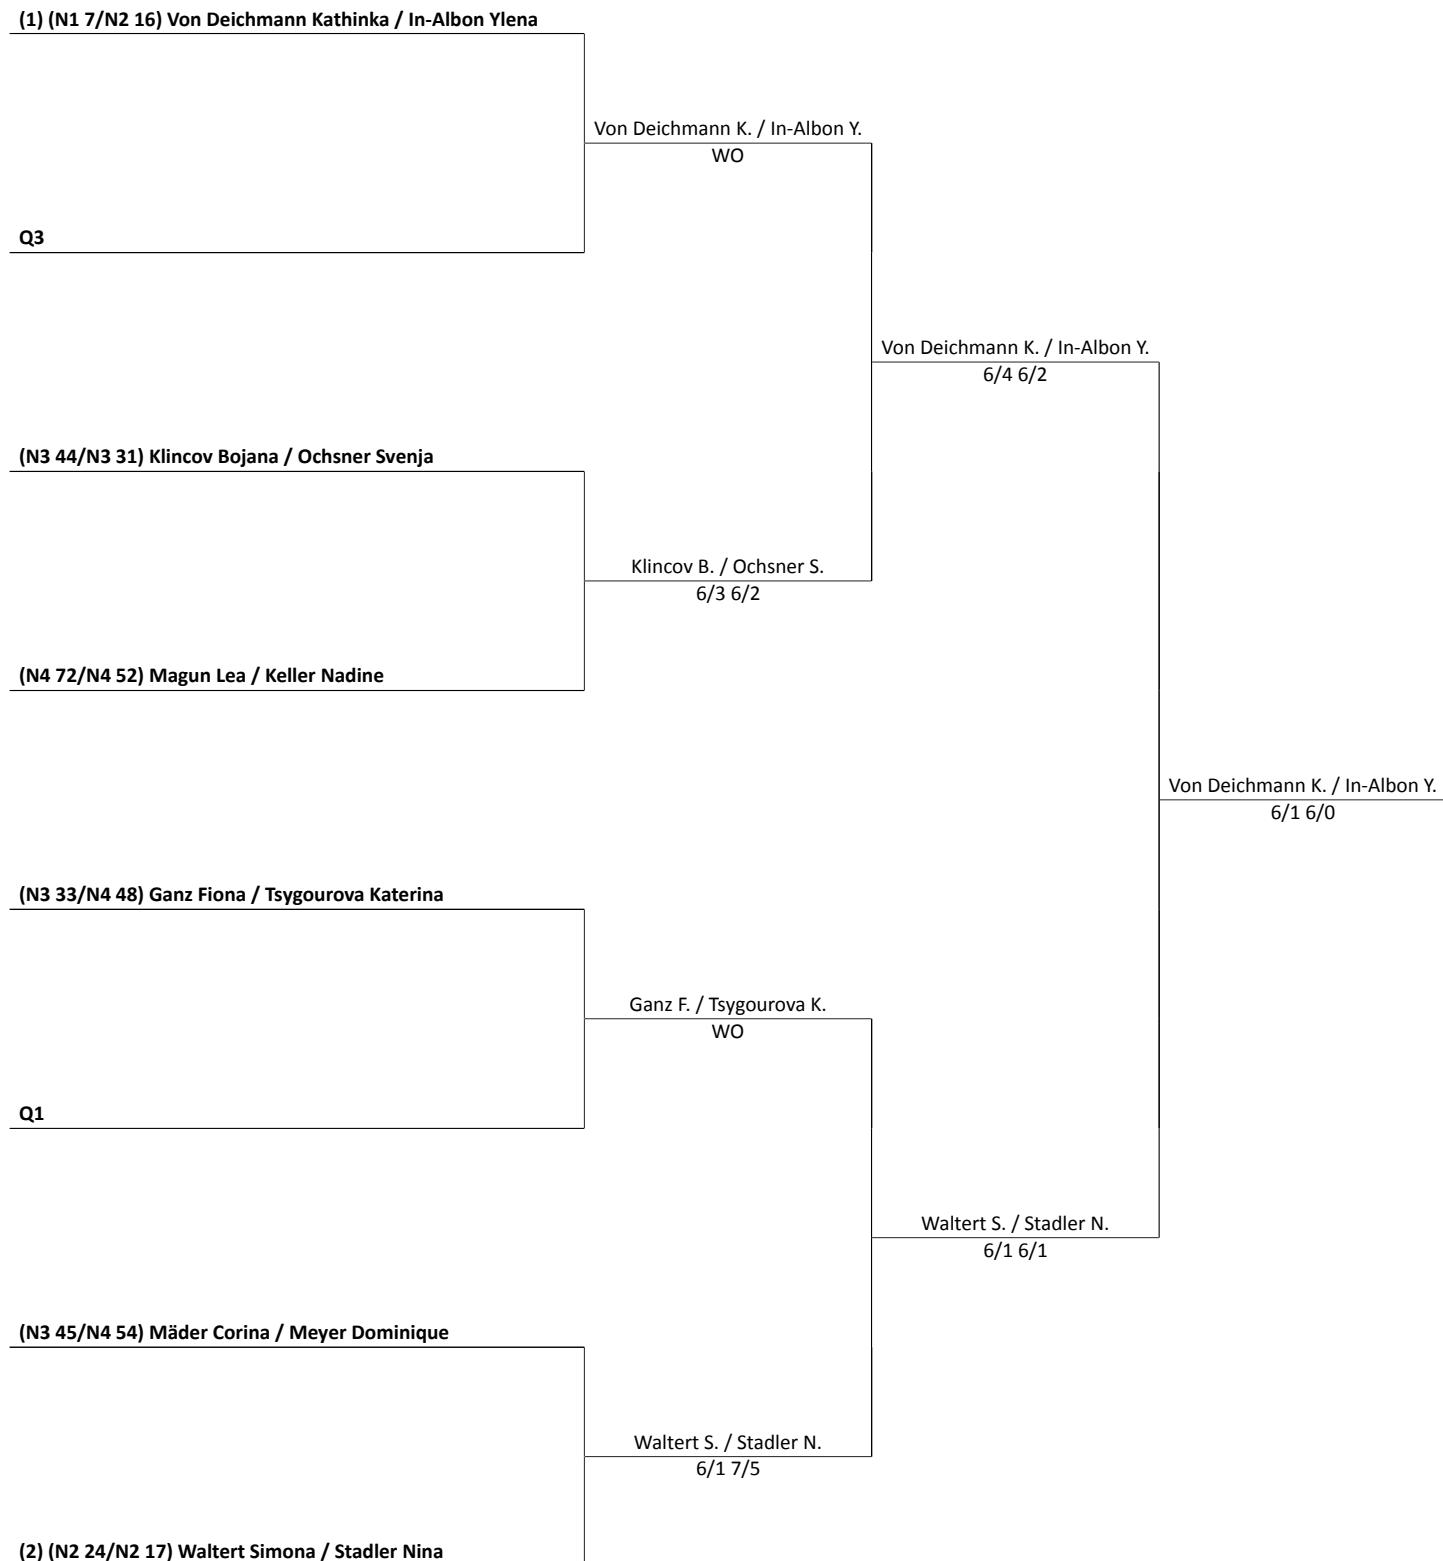 (1) (N1 7/N2 16) Von Deichmann Kathinka / In-Albon Ylena
Von Deichmann K. / In-Albon Y.
WO
Q3
Von Deichmann K. / In-Albon Y.
6/4 6/2
(N3 44/N3 31) Klincov Bojana / Ochsner Svenja
Klincov B. / Ochsner S.
6/3 6/2
(N4 72/N4 52) Magun Lea / Keller Nadine
Von Deichmann K. / In-Albon Y.
6/1 6/0
(N3 33/N4 48) Ganz Fiona / Tsygourova Katerina
Ganz F. / Tsygourova K.
WO
Q1
Waltert S. / Stadler N.
6/1 6/1
(N3 45/N4 54) Mäder Corina / Meyer Dominique
Waltert S. / Stadler N.
6/1 7/5
(2) (N2 24/N2 17) Waltert Simona / Stadler Nina